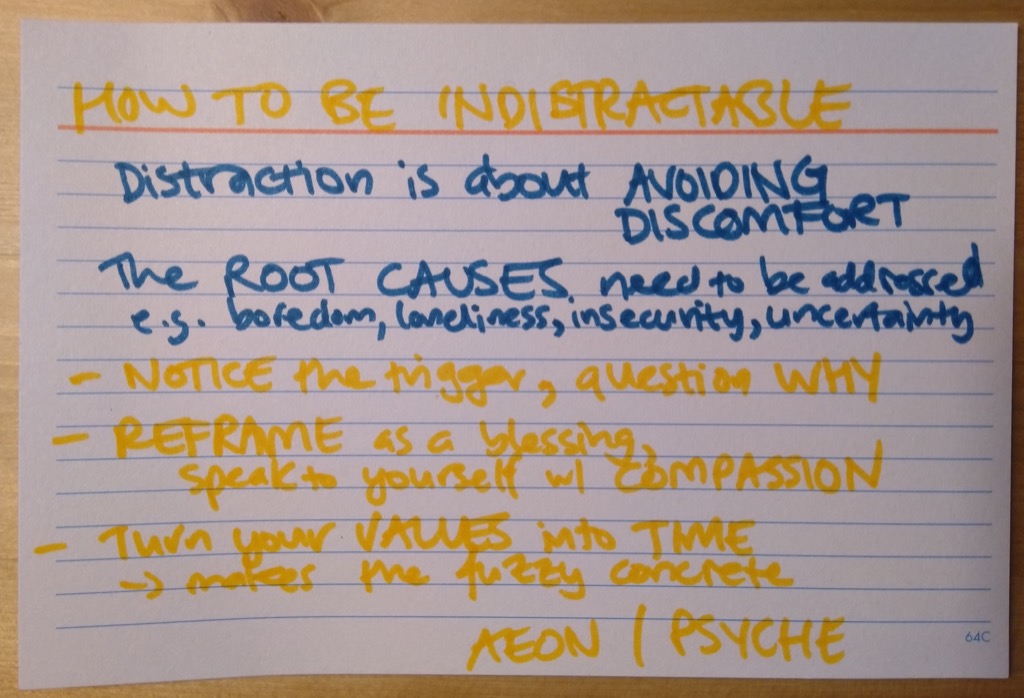 HOW TO BE INDISTRACTABLE
Distraction is about AVOIDING
DISCOMFORT
The ROOT CAUSES need to be addressed
e.g. boredom, loneliness, insecurity, uncertainty
- NOTICE the trigger, question WHY
- REFRAME as a blessing,
speak to yourself w/ COMPASSION
- Turn your VALUES into TIME
→ makes the fuzzy concrete
AEON / PSYCHE
64C